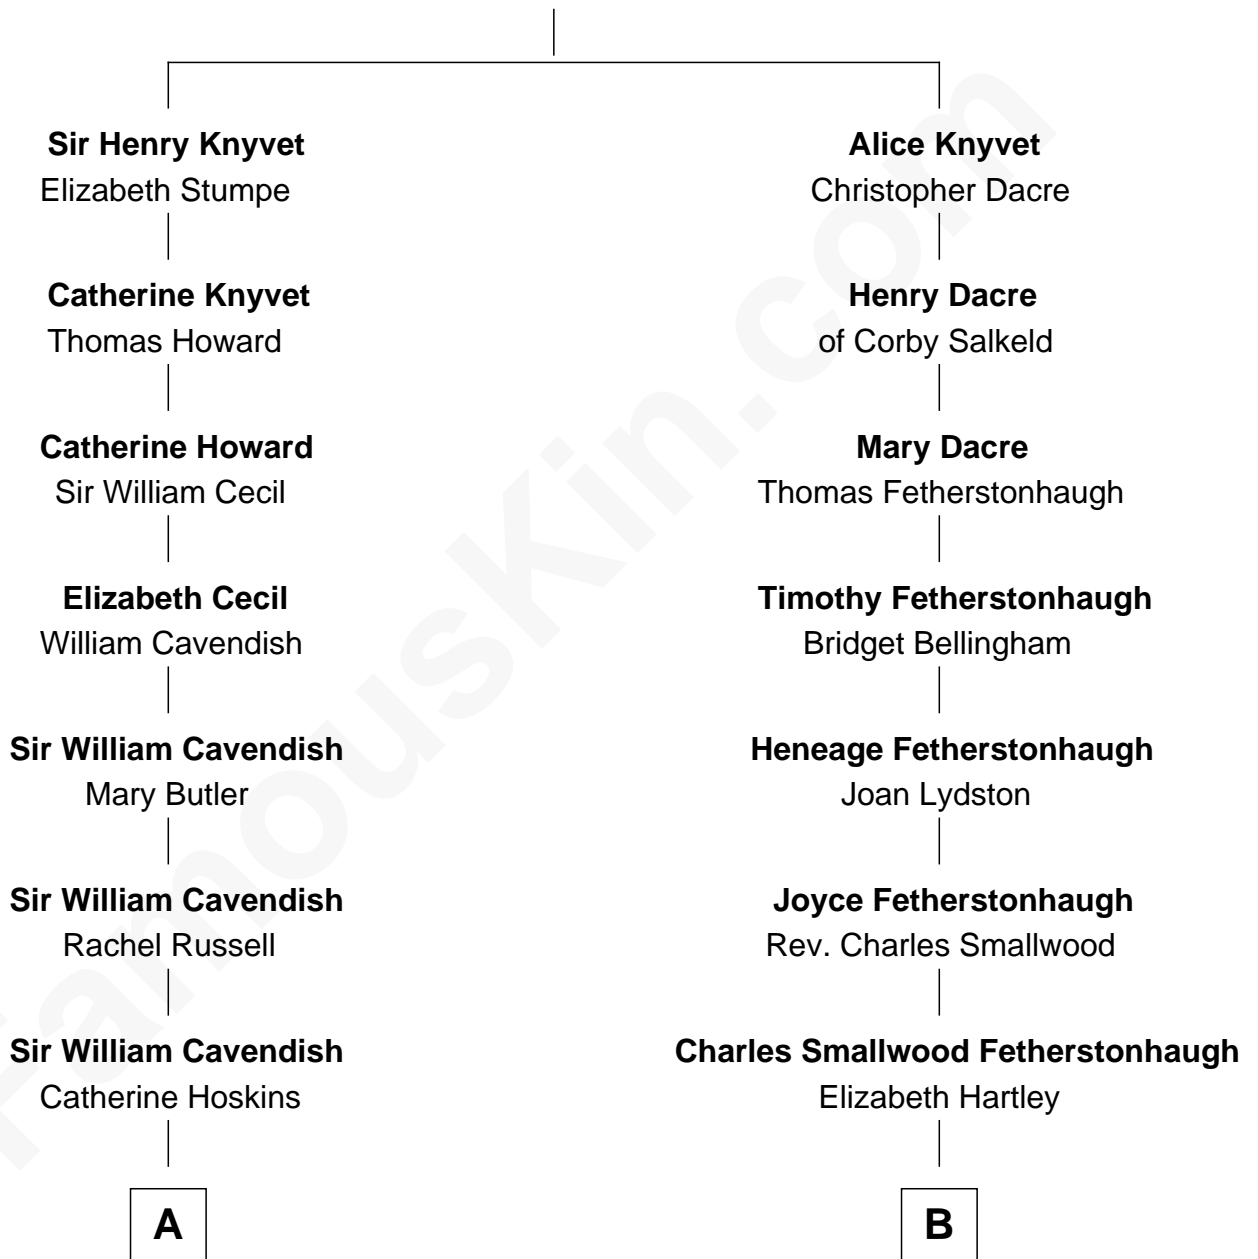 Sir Henry Knyvet
Elizabeth Stumpe
Catherine Knyvet
Thomas Howard
Catherine Howard
Sir William Cecil
Elizabeth Cecil
William Cavendish
Sir William Cavendish
Mary Butler
Sir William Cavendish
Rachel Russell
Sir William Cavendish
Catherine Hoskins
A
Alice Knyvet
Christopher Dacre
Henry Dacre
of Corby Salkeld
Mary Dacre
Thomas Fetherstonhaugh
Timothy Fetherstonhaugh
Bridget Bellingham
Heneage Fetherstonhaugh
Joan Lydston
Joyce Fetherstonhaugh
Rev. Charles Smallwood
Charles Smallwood Fetherstonhaugh
Elizabeth Hartley
B
FamousKin.com